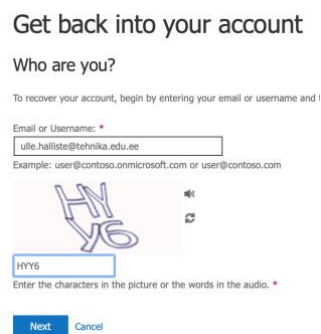 Get back into your account
Who are you?
To recover your account, begin by entering your email or username and
Email or Username: *
ulle.halliste@tehnika.edu.ee
Example: user@contoso.onmicrosoft.com or user@contoso.com
HY
Y6
HYY6
Enter the characters in the picture or the words in the audio. *
Next Cancel